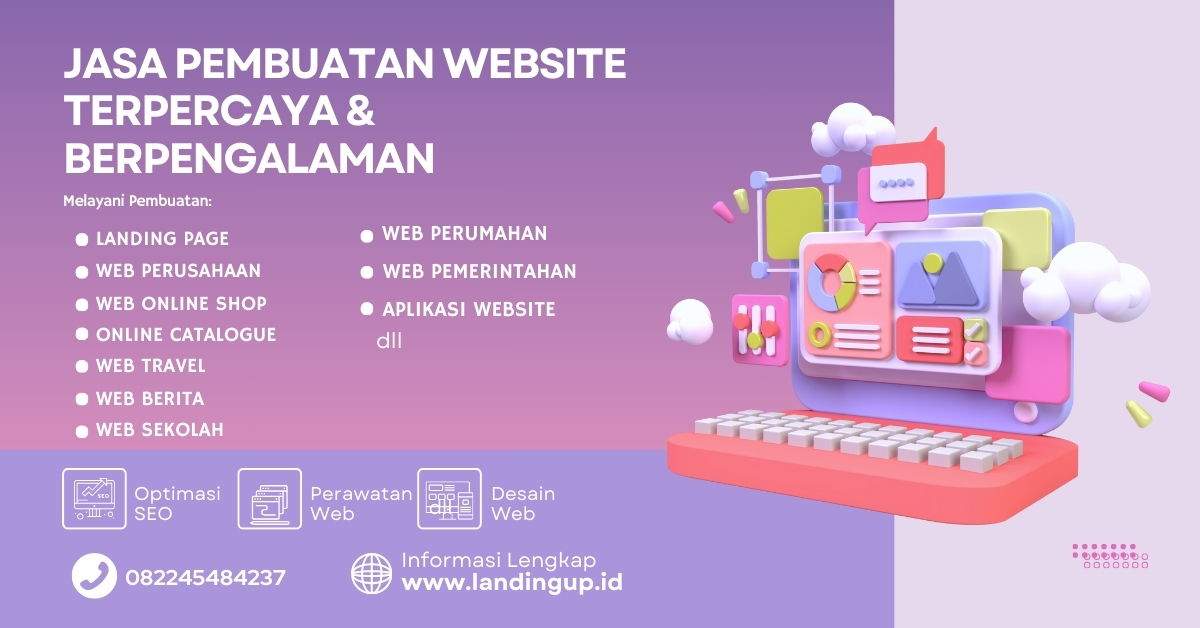 JASA PEMBUATAN WEBSITE
TERPERCAYA &
BERPENGALAMAN
Melayani Pembuatan:
LANDING PAGE
WEB PERUSAHAAN
WEB ONLINE SHOP
ONLINE CATALOGUE
WEB TRAVEL
WEB BERITA
WEB SEKOLAH
WEB PERUMAHAN
WEB PEMERINTAHAN
APLIKASI WEBSITE
dll
SEO
Optimasi
SEO
Perawatan
Web
dll
Desain
Web
082245484237
Informasi Lengkap
www.landingup.id